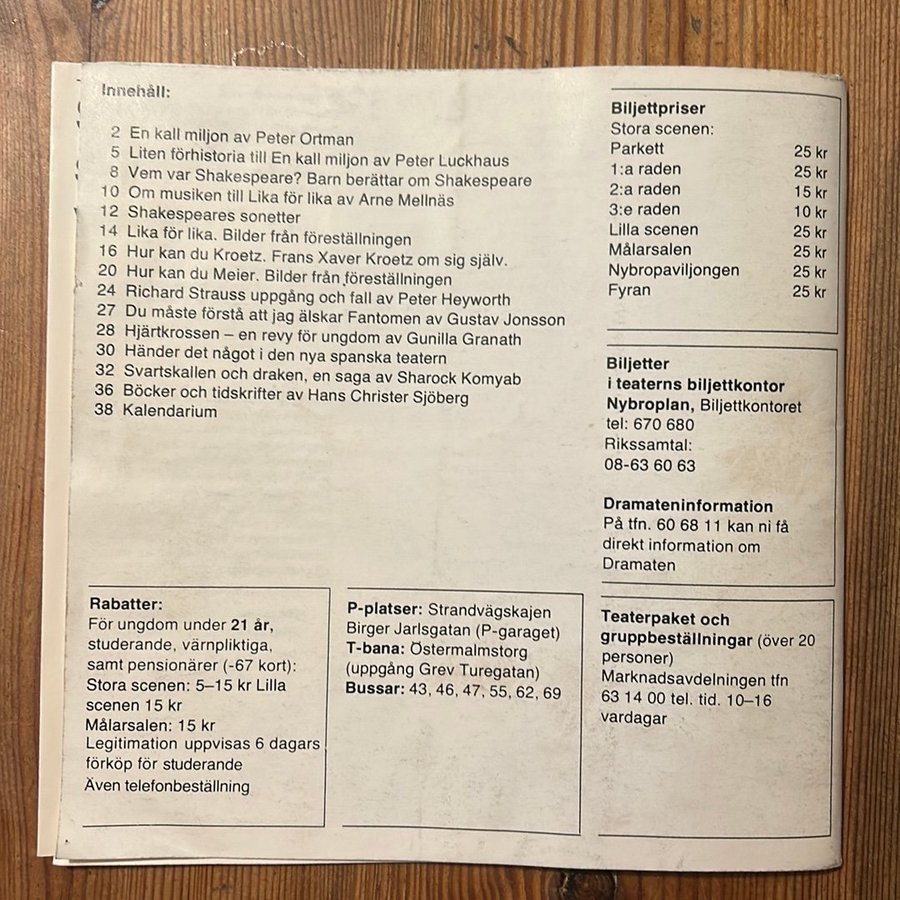 Innehåll:
2 En kall miljon av Peter Ortman
5 Liten förhistoria till En kall miljon av Peter Luckhaus
8 Vem var Shakespeare? Barn berättar om Shakespeare
10 Om musiken till Lika för lika av Arne Mellnäs
12 Shakespeares sonetter
14 Lika för lika. Bilder från föreställningen
16 Hur kan du Kroetz. Frans Xaver Kroetz om sig själv.
20 Hur kan du Meier. Bilder från föreställningen
24 Richard Strauss uppgång och fall av Peter Heyworth
27 Du måste förstå att jag älskar Fantomen av Gustav Jonsson
28 Hjärtkrossen – en revy för ungdom av Gunilla Granath
30 Händer det något i den nya spanska teatern
32 Svartskallen och draken, en saga av Sharock Komyab
36 Böcker och tidskrifter av Hans Christer Sjöberg
38 Kalendarium
Biljettpriser
Stora scenen:
Parkett 25 kr
1:a raden 25 kr
2:a raden 15 kr
3:e raden 10 kr
Lilla scenen 25 kr
Målarsalen 25 kr
Nybropaviljongen 25 kr
Fyran 25 kr
Biljetter
i teaterns biljettkontor
Nybroplan, Biljettkontoret
tel: 670 680
Rikssamtal:
08-63 60 63
Dramateninformation
På tfn. 60 68 11 kan ni få
direkt information om
Dramaten
Rabatter:
För ungdom under 21 år,
studerande, värnpliktiga,
samt pensionärer (-67 kort):
Stora scenen: 5–15 kr Lilla
scenen 15 kr
Målarsalen: 15 kr
Legitimation uppvisas 6 dagars
förköp för studerande
Även telefonbeställning
P-platser: Strandvägskajen
Birger Jarlsgatan (P-garaget)
T-bana: Östermalmstorg
(uppgång Grev Turegatan)
Bussar: 43, 46, 47, 55, 62, 69
Teaterpaket och
gruppbeställningar (över 20
personer)
Marknadsavdelningen tfn
63 14 00 tel. tid. 10–16
vardagar